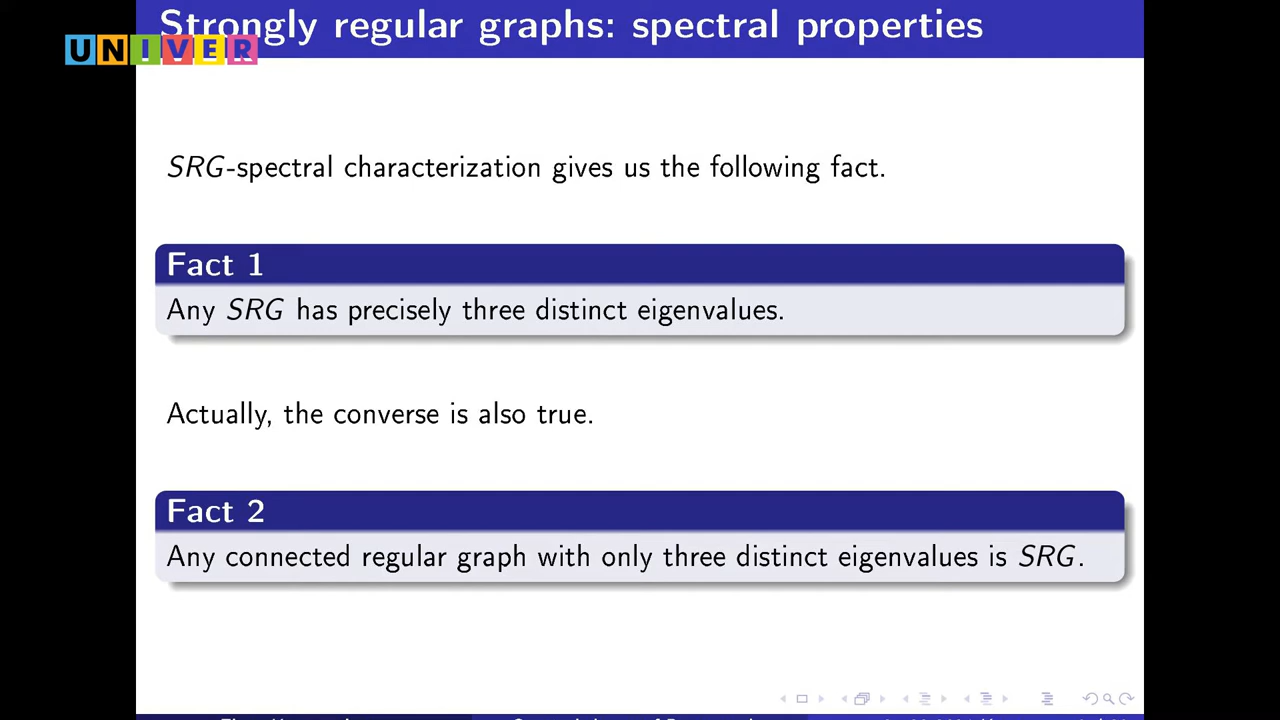 Strongly regular graphs: spectral properties
UNIVER
SRG-spectral characterization gives us the following fact.
Fact 1
Any SRG has precisely three distinct eigenvalues.
Actually, the converse is also true.
Fact 2
Any connected regular graph with only three distinct eigenvalues is SRG.